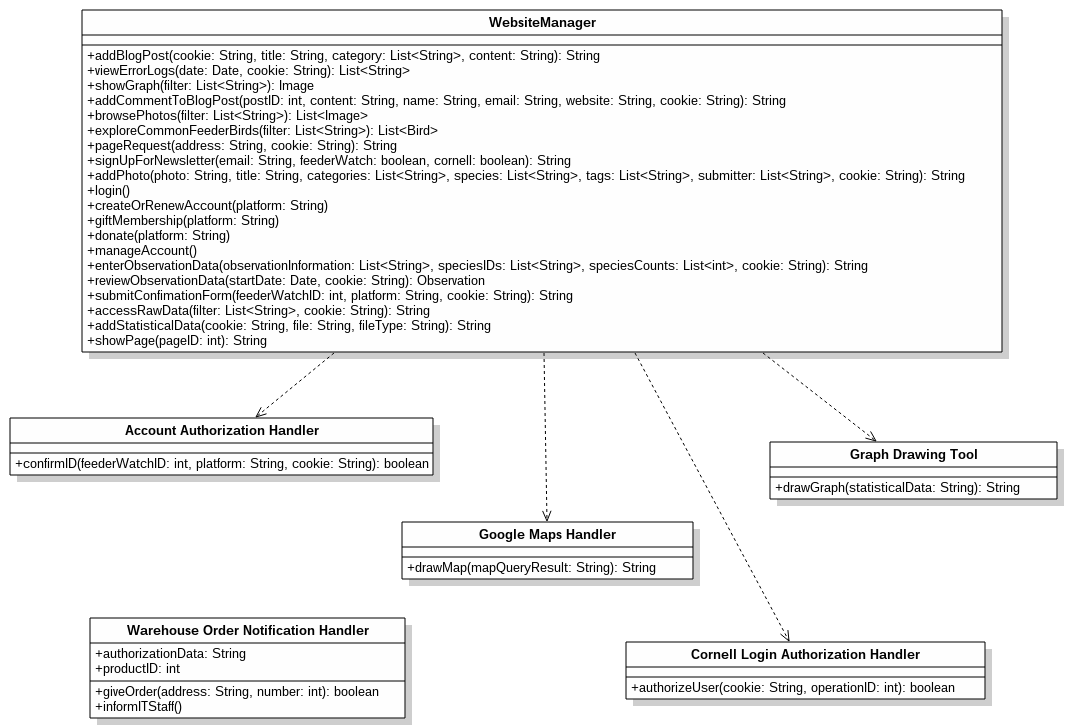 WebsiteManager
+addBlogPost(cookie: String, title: String, category: List<String>, content: String): String
+viewErrorLogs(date: Date, cookie: String): List<String>
+showGraph(filter: List<String>): Image
+addCommentToBlogPost(postID: int, content: String, name: String, email: String, website: String, cookie: String): String
+browsePhotos(filter: List<String>): List<Image>
+exploreCommonFeederBirds(filter: List<String>): List<Bird>
+pageRequest(address: String, cookie: String): String
+signUpForNewsletter(email: String, feederWatch: boolean, cornell: boolean): String
+addPhoto(photo: String, title: String, categories: List<String>, species: List<String>, tags: List<String>, submitter: List<String>, cookie: String): String
+login()
+createOrRenewAccount(platform: String)
+giftMembership(platform: String)
+donate(platform: String)
+manageAccount()
+enterObservationData(observationInformation: List<String>, speciesIDs: List<String>, speciesCounts: List<int>, cookie: String): String
+reviewObservationData(startDate: Date, cookie: String): Observation
+submitConfimationForm(feederWatchID: int, platform: String, cookie: String): String
+accessRawData(filter: List<String>, cookie: String): String
+addStatisticalData(cookie: String, file: String, fileType: String): String
+showPage(pageID: int): String
Account Authorization Handler
+confirmID(feederWatchID: int, platform: String, cookie: String): boolean
Graph Drawing Tool
+drawGraph(statisticalData: String): String
Google Maps Handler
+drawMap(mapQueryResult: String): String
Warehouse Order Notification Handler
+authorizationData: String
+productID: int
+giveOrder(address: String, number: int): boolean
+informITStaff()
Cornell Login Authorization Handler
+authorizeUser(cookie: String, operationID: int): boolean